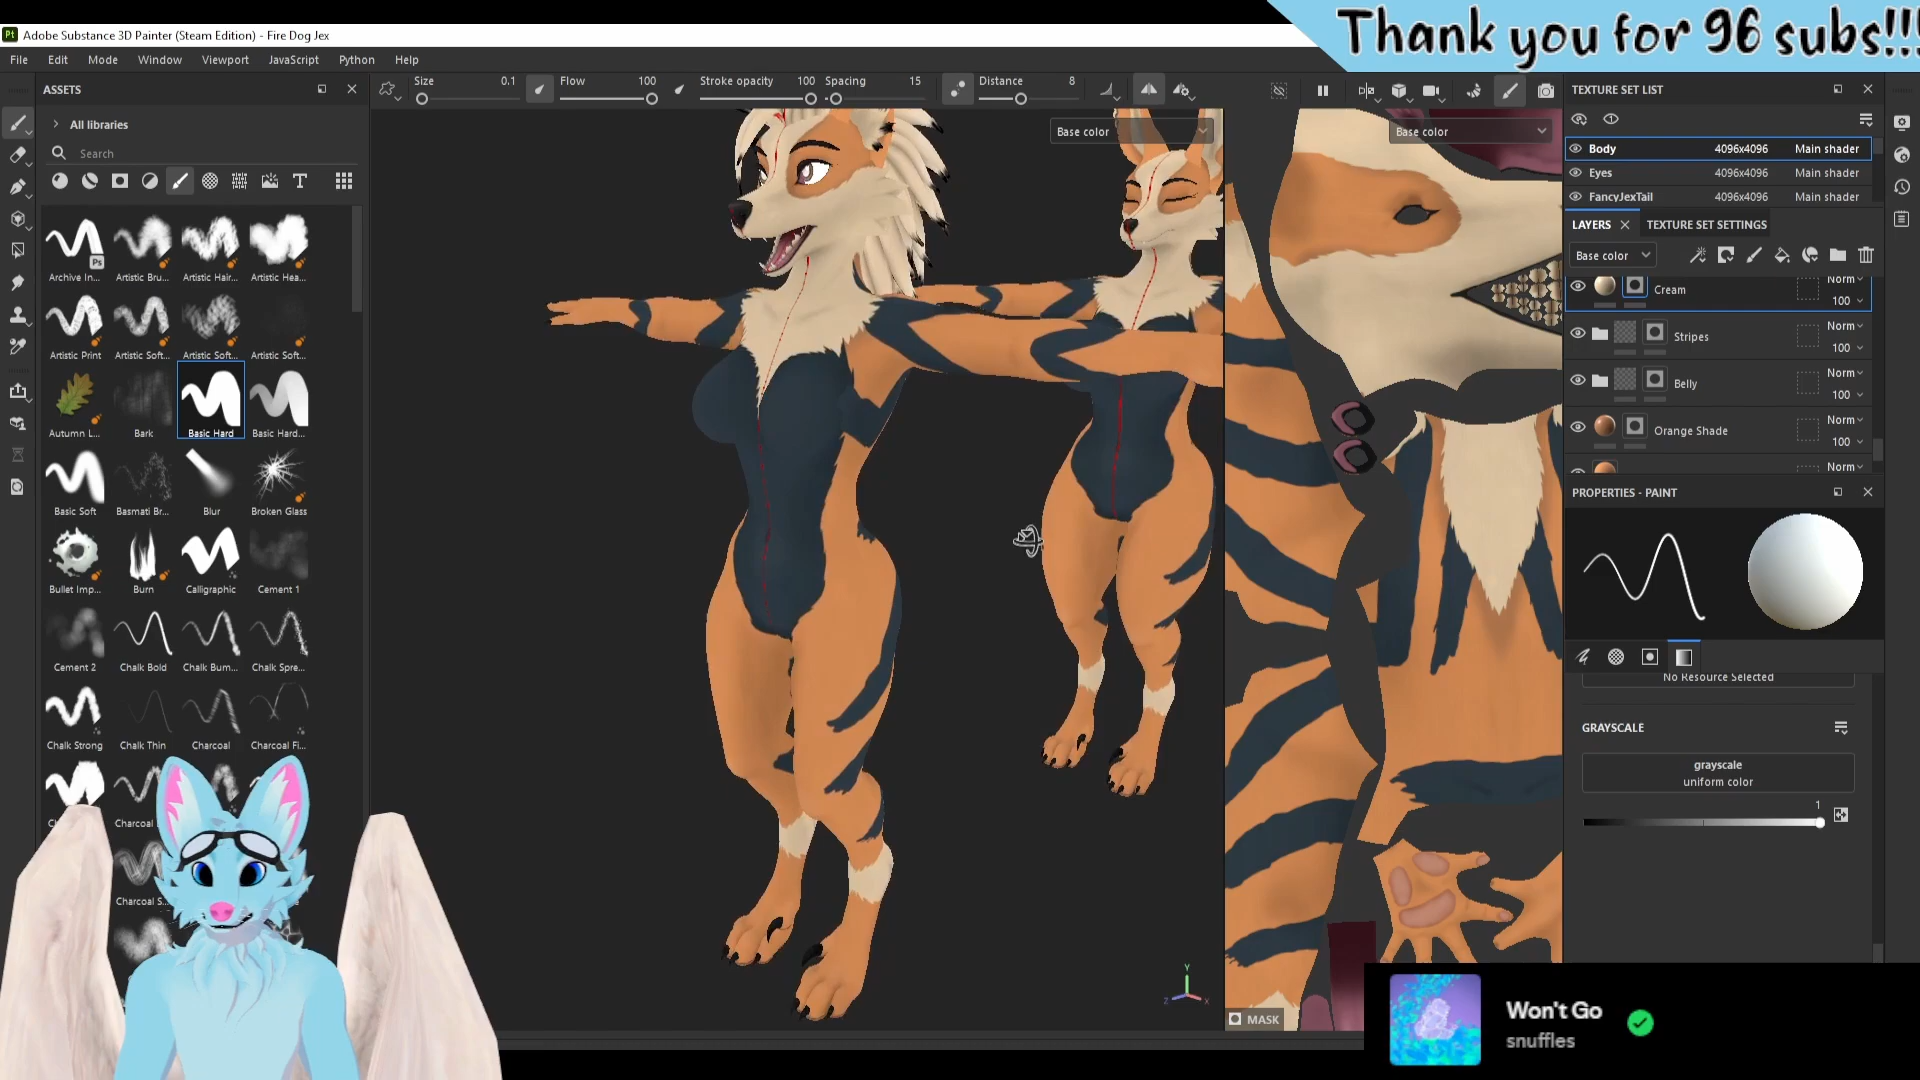 Thank you for 96 subs!!!
Adobe Substance 3D Painter (Steam Edition) - Fire Dog Jex
File Edit Mode Window Viewport JavaScript Python Help
ASSETS
Size 0.1 Flow 100 Stroke opacity 100 Spacing 15 Distance 8
TEXTURE SET LIST
All libraries
Search
Base color
Base color
Body 4096x4096 Main shader
Eyes 4096x4096 Main shader
FancyJexTail 4096x4096 Main shader
LAYERS TEXTURE SET SETTINGS
Base color
Norm
Cream
100
Norm
Stripes
100
Norm
Belly
100
Norm
Orange Shade
100
Norm
Archive In... Artistic Bru... Artistic Hair... Artistic Hea...
Artistic Print Artistic Soft... Artistic Soft... Artistic Soft...
Autumn L... Bark Basic Hard Basic Hard...
Basic Soft Basmati Br... Blur Broken Glass
Bullet Imp... Burn Calligraphic Cement 1
Cement 2 Chalk Bold Chalk Bum... Chalk Spre...
Chalk Strong Chalk Thin Charcoal Charcoal Fi...
Charcoal
Charcoal S...
PROPERTIES - PAINT
No Resource Selected
GRAYSCALE
grayscale
uniform color
1
Y
Z X
MASK
Won't Go
snuffles